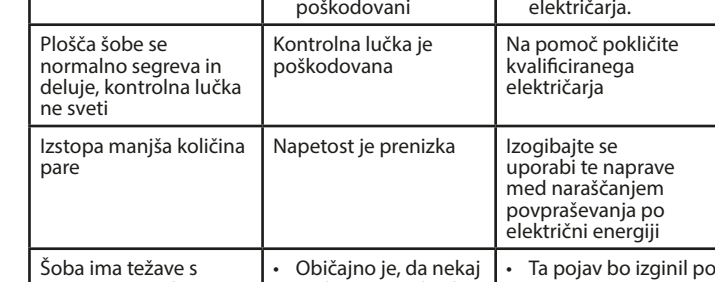 poškodovani
električarja.
Plošča šobe se
normalno segreva in
deluje, kontrolna lučka
ne sveti
Kontrolna lučka je
poškodovana
Na pomoč pokličite
kvalificiranega
električarja
Izstopa manjša količina
pare
Napetost je prenizka
Izogibajte se
uporabi te naprave
med naraščanjem
povpraševanja po
električni energiji
Šoba ima težave s
• Običajno je, da nekaj
• Ta pojav bo izginil po